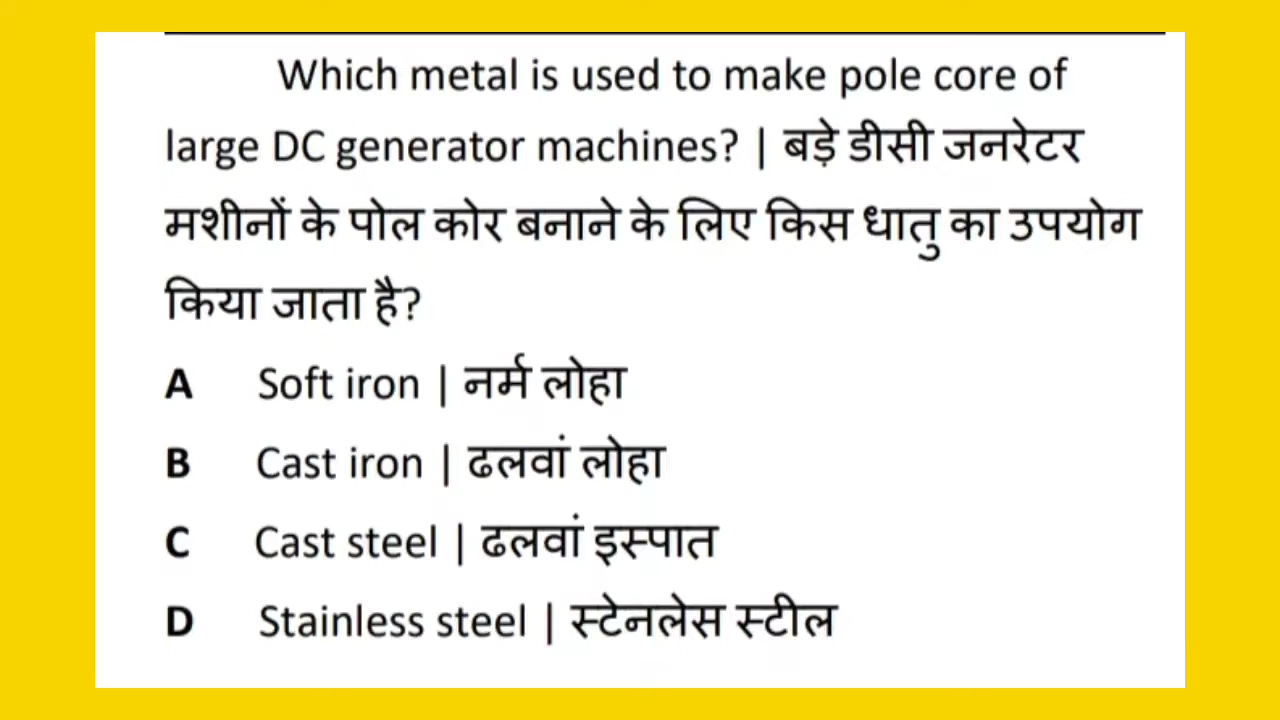 Which metal is used to make pole core of
large DC generator machines? | बड़े डीसी जनरेटर
मशीनों के पोल कोर बनाने के लिए किस धातु का उपयोग
किया जाता है?
A Soft iron | नर्म लोहा
B Cast iron | ढलवां लोहा
C Cast steel | ढलवां इस्पात
D Stainless steel | स्टेनलेस स्टील